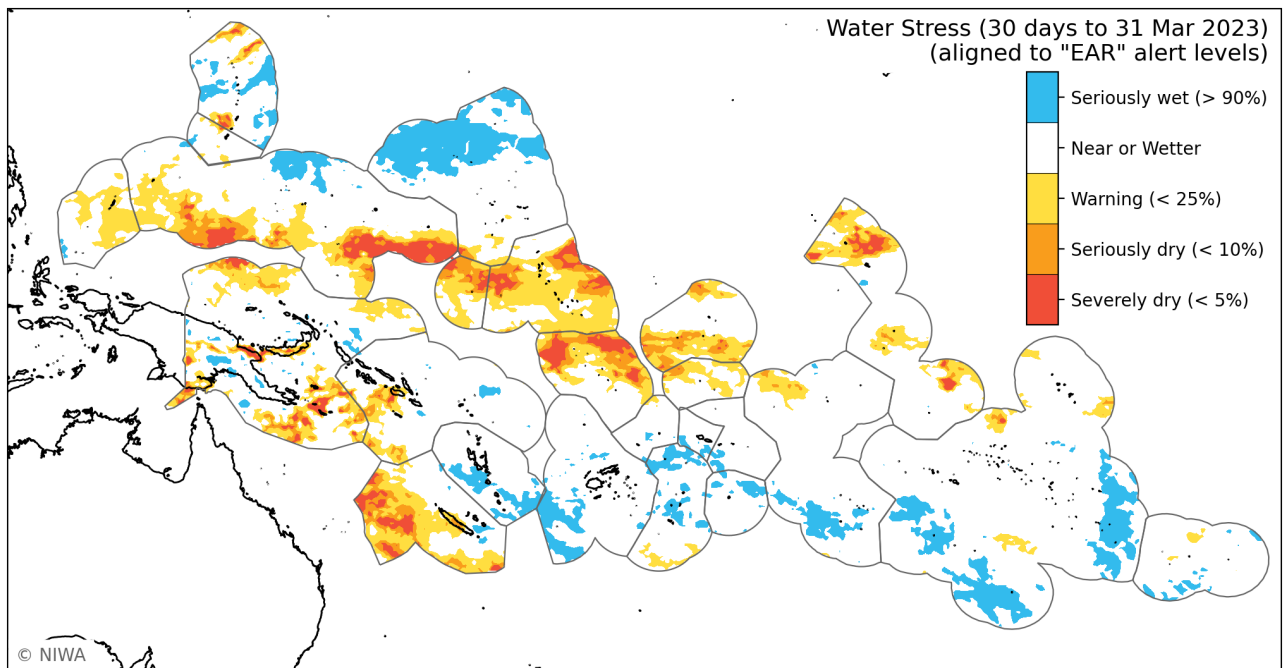 Water Stress (30 days to 31 Mar 2023)
(aligned to "EAR" alert levels)
Seriously wet (> 90%)
Near or Wetter
Warning (< 25%)
Seriously dry (< 10%)
Severely dry (< 5%)
© NIWA